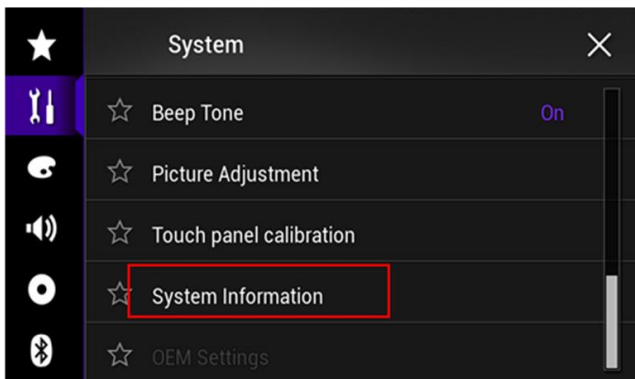 System
Beep Tone On
Picture Adjustment
Touch panel calibration
System Information
OEM Settings